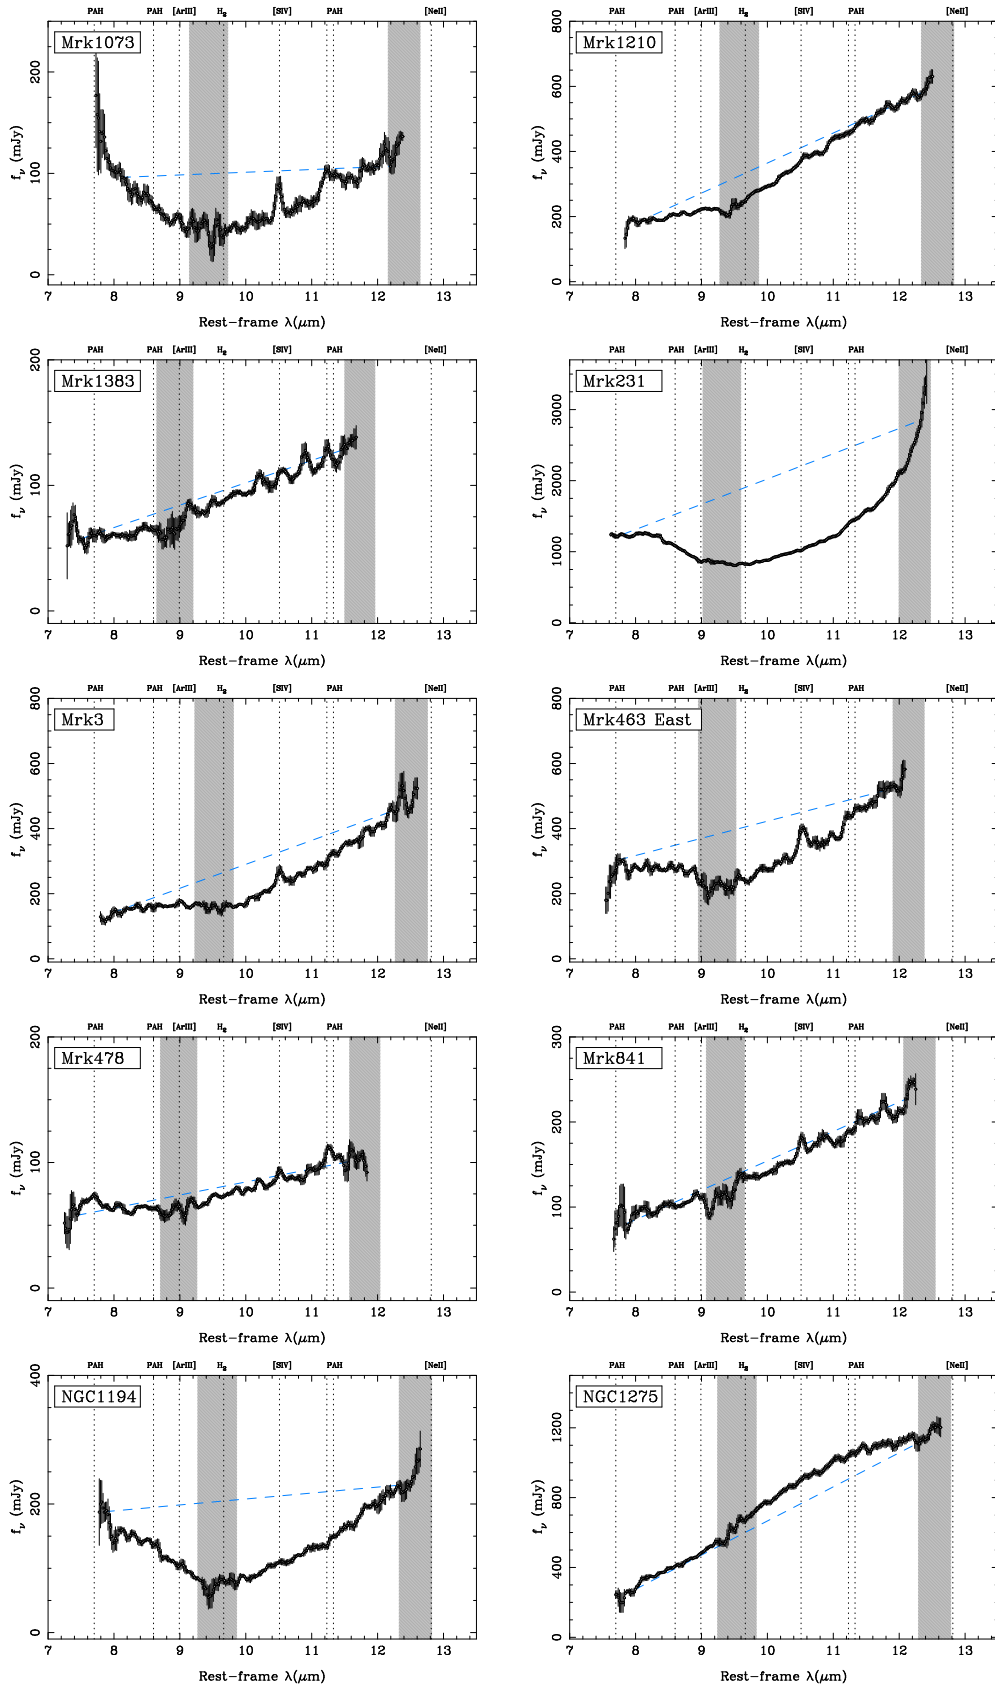 PAH PAH [ArIII] H2 [SIV] PAH [NeII]
Mrk1073
fν (mJy)
0 100 200
7 8 9 10 11 12 13
Rest-frame λ(μm)
PAH PAH [ArIII] H2 [SIV] PAH [NeII]
Mrk1210
fν (mJy)
0 200 400 600 800
7 8 9 10 11 12 13
Rest-frame λ(μm)
PAH PAH [ArIII] H2 [SIV] PAH [NeII]
Mrk1383
fν (mJy)
0 100 200
7 8 9 10 11 12 13
Rest-frame λ(μm)
PAH PAH [ArIII] H2 [SIV] PAH [NeII]
Mrk231
fν (mJy)
0 1000 2000 3000
7 8 9 10 11 12 13
Rest-frame λ(μm)
PAH PAH [ArIII] H2 [SIV] PAH [NeII]
Mrk3
fν (mJy)
0 200 400 600 800
7 8 9 10 11 12 13
Rest-frame λ(μm)
PAH PAH [ArIII] H2 [SIV] PAH [NeII]
Mrk463 East
fν (mJy)
0 200 400 600 800
7 8 9 10 11 12 13
Rest-frame λ(μm)
PAH PAH [ArIII] H2 [SIV] PAH [NeII]
Mrk478
fν (mJy)
0 100 200
7 8 9 10 11 12 13
Rest-frame λ(μm)
PAH PAH [ArIII] H2 [SIV] PAH [NeII]
Mrk841
fν (mJy)
0 100 200 300
7 8 9 10 11 12 13
Rest-frame λ(μm)
PAH PAH [ArIII] H2 [SIV] PAH [NeII]
NGC1194
fν (mJy)
0 200 400
7 8 9 10 11 12 13
Rest-frame λ(μm)
PAH PAH [ArIII] H2 [SIV] PAH [NeII]
NGC1275
fν (mJy)
0 400 800 1200
7 8 9 10 11 12 13
Rest-frame λ(μm)